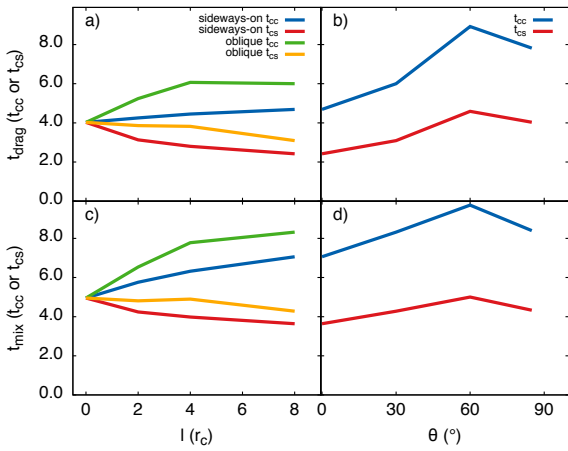 a)
sideways-on t_cc
sideways-on t_cs
oblique t_cc
oblique t_cs
b)
t_cc
t_cs
t_drag (t_cc or t_cs)
8.0
6.0
4.0
2.0
0.0
c)
d)
t_mix (t_cc or t_cs)
8.0
6.0
4.0
2.0
0.0
0 2 4 6 8
0 30 60 90
l (r_c)
θ (°)